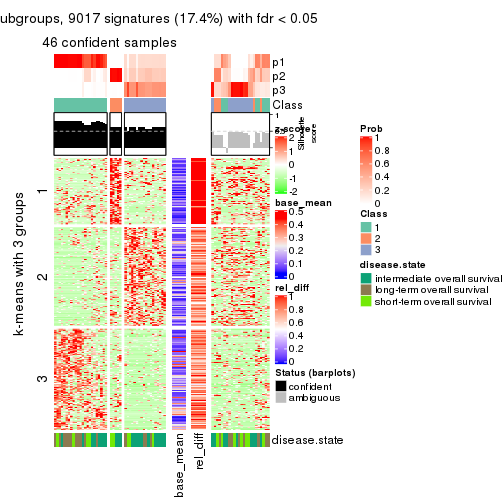 ubgroups, 9017 signatures (17.4%) with fdr < 0.05
46 confident samples
p1
p2
p3
Class
1
0
Silhouette
score
z-score
2
1
0
-1
-2
base_mean
0.5
0.4
0.3
0.2
0.1
0
rel_diff
1
0.8
0.6
0.4
0.2
0
Status (barplots)
confident
ambiguous
Prob
1
0.8
0.6
0.4
0.2
0
Class
1
2
3
disease.state
intermediate overall survival
long-term overall survival
short-term overall survival
k-means with 3 groups
1
2
3
disease.state
base_mean
rel_diff